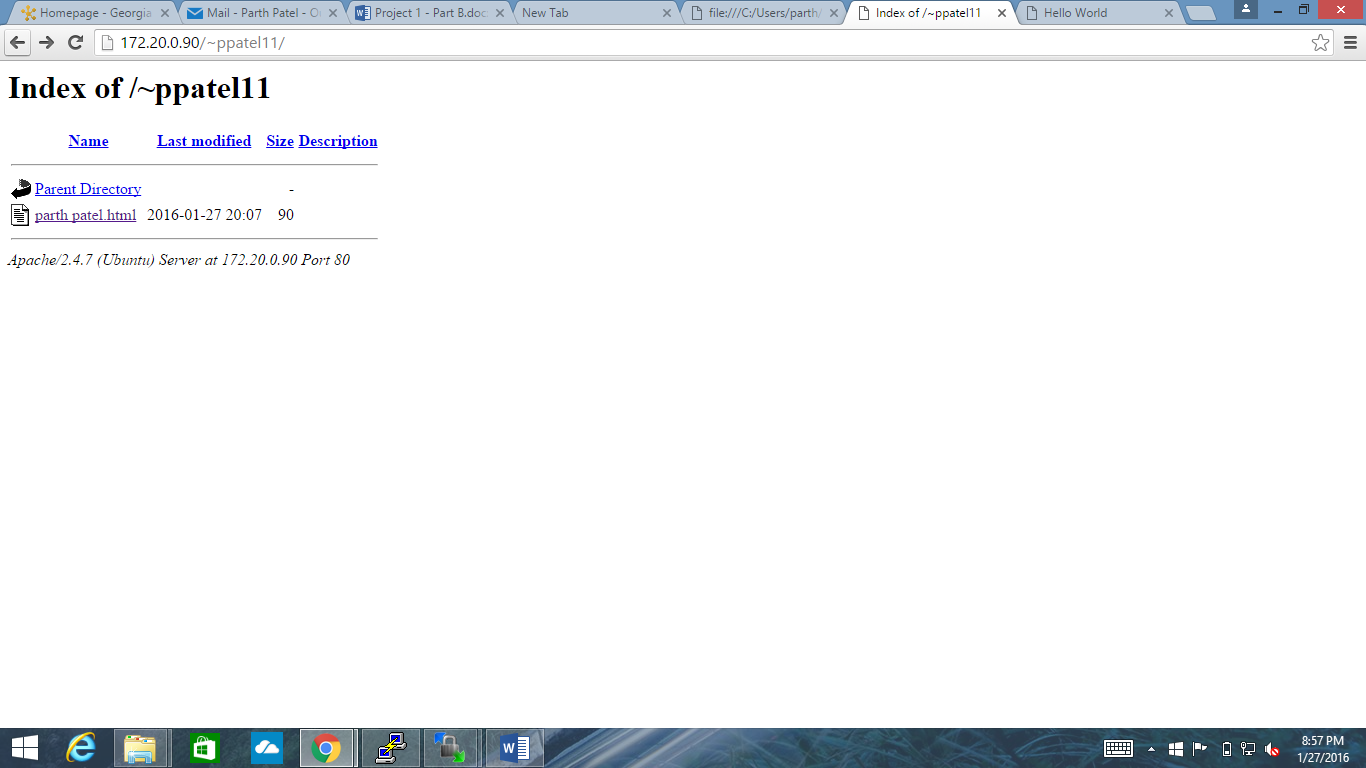 Homepage - Georgia
Mail - Parth Patel - O
Project 1 - Part B.doc
New Tab
file:///C:/Users/parth/
Index of /~ppatel11
Hello World
172.20.0.90/~ppatel11/
Index of /~ppatel11
Name Last modified Size Description
Parent Directory -
parth patel.html 2016-01-27 20:07 90
Apache/2.4.7 (Ubuntu) Server at 172.20.0.90 Port 80
8:57 PM
1/27/2016